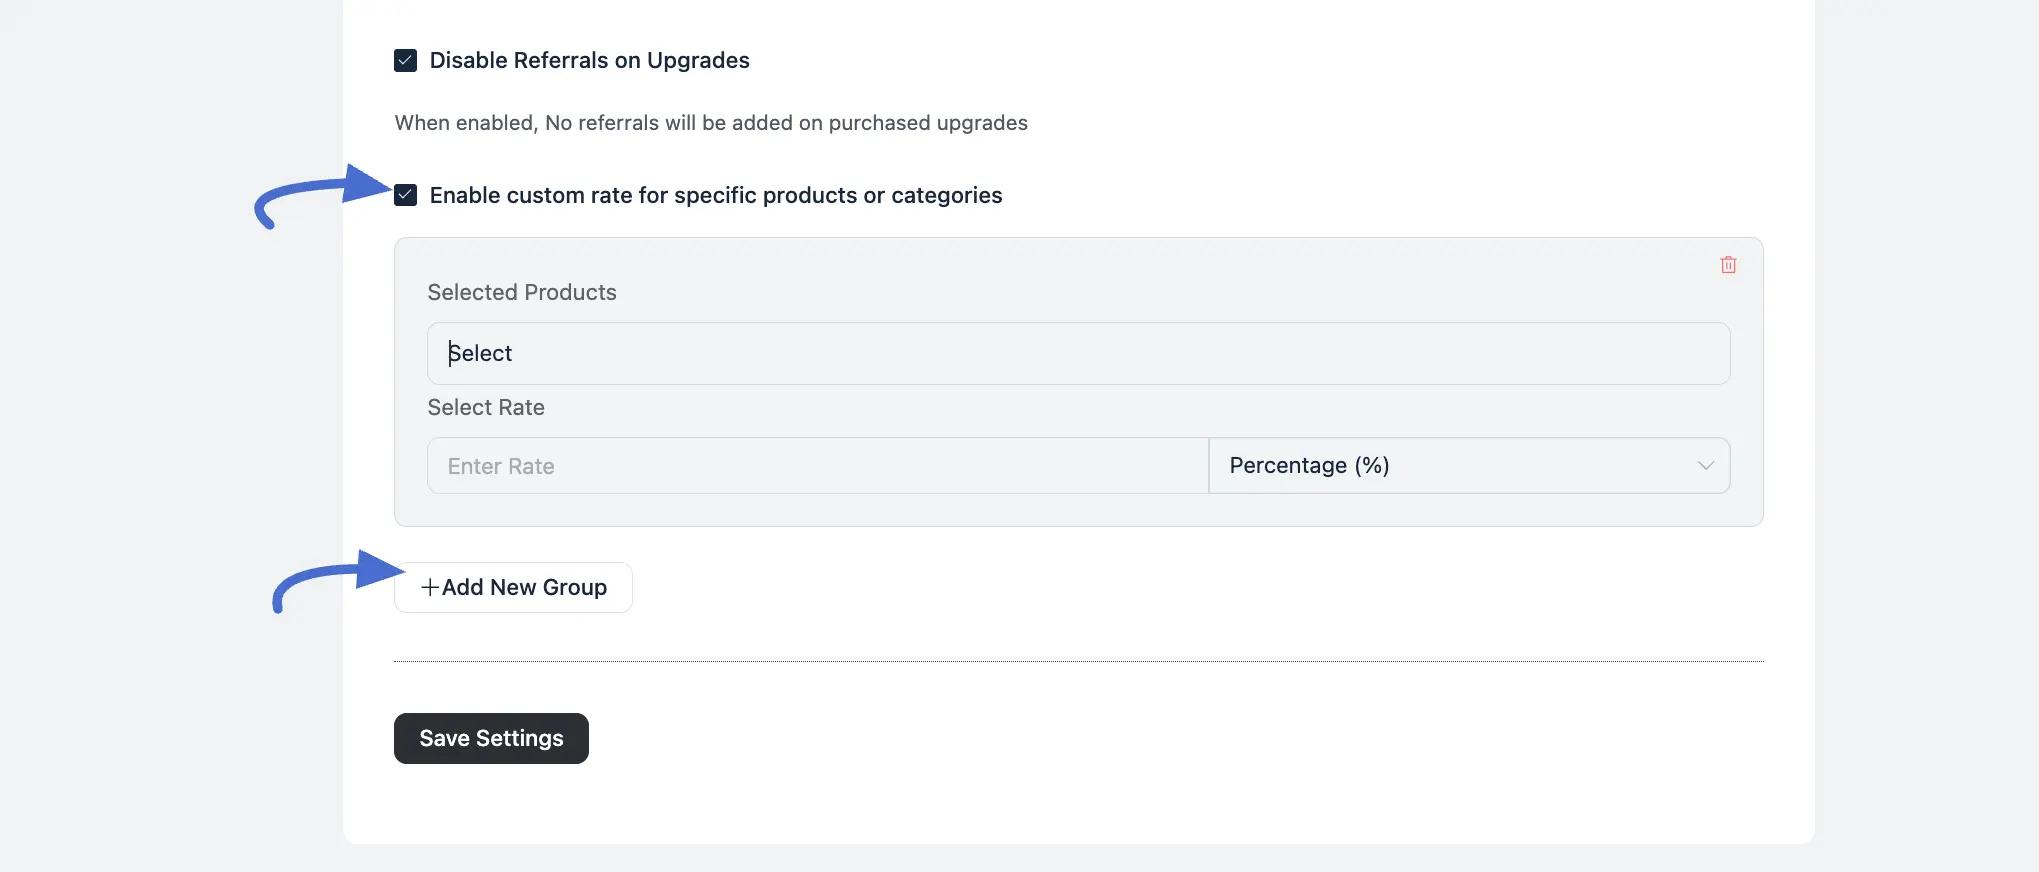 Disable Referrals on Upgrades
When enabled, No referrals will be added on purchased upgrades
Enable custom rate for specific products or categories
Selected Products
Select
Select Rate
Enter Rate
Percentage (%)
+Add New Group
Save Settings